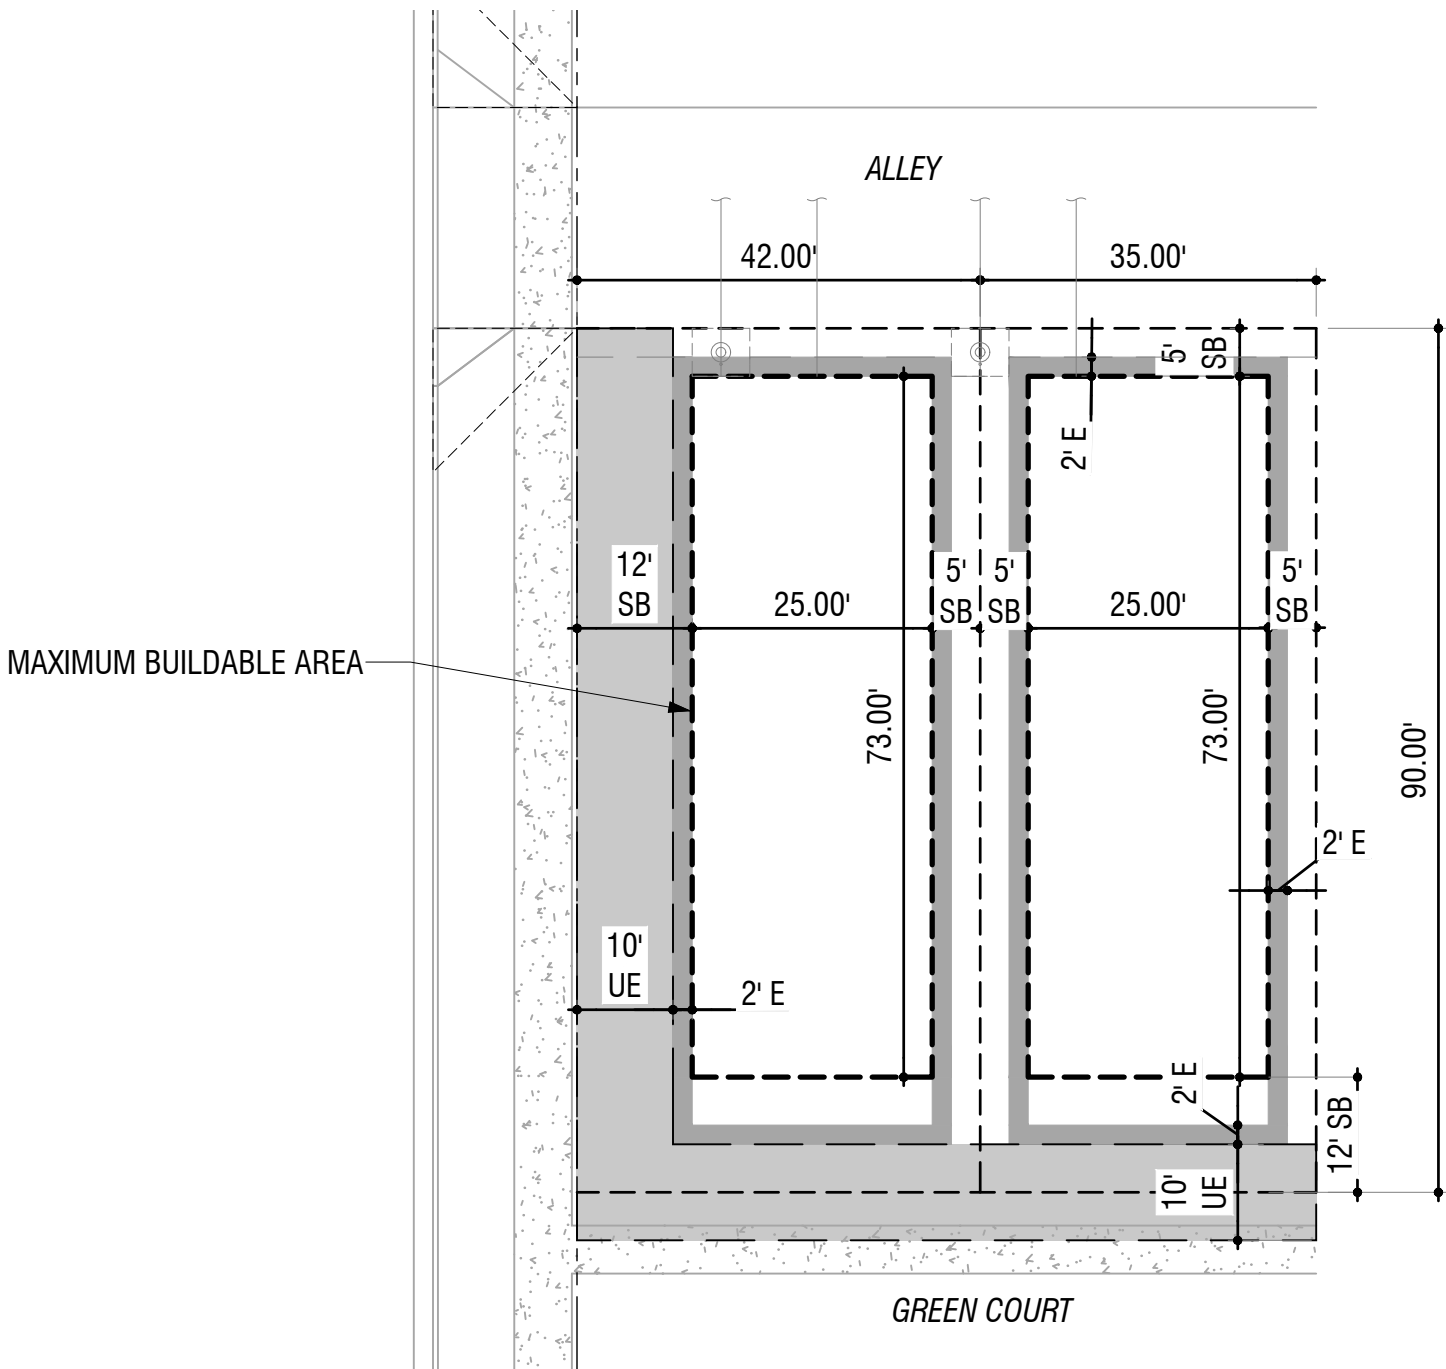 ALLEY
42.00'
35.00'
5'
SB
2' E
12'
SB
25.00'
5'
SB
5'
SB
25.00'
5'
SB
MAXIMUM BUILDABLE AREA
73.00'
73.00'
90.00'
2' E
10'
UE
2' E
2' E
12' SB
10'
UE
GREEN COURT